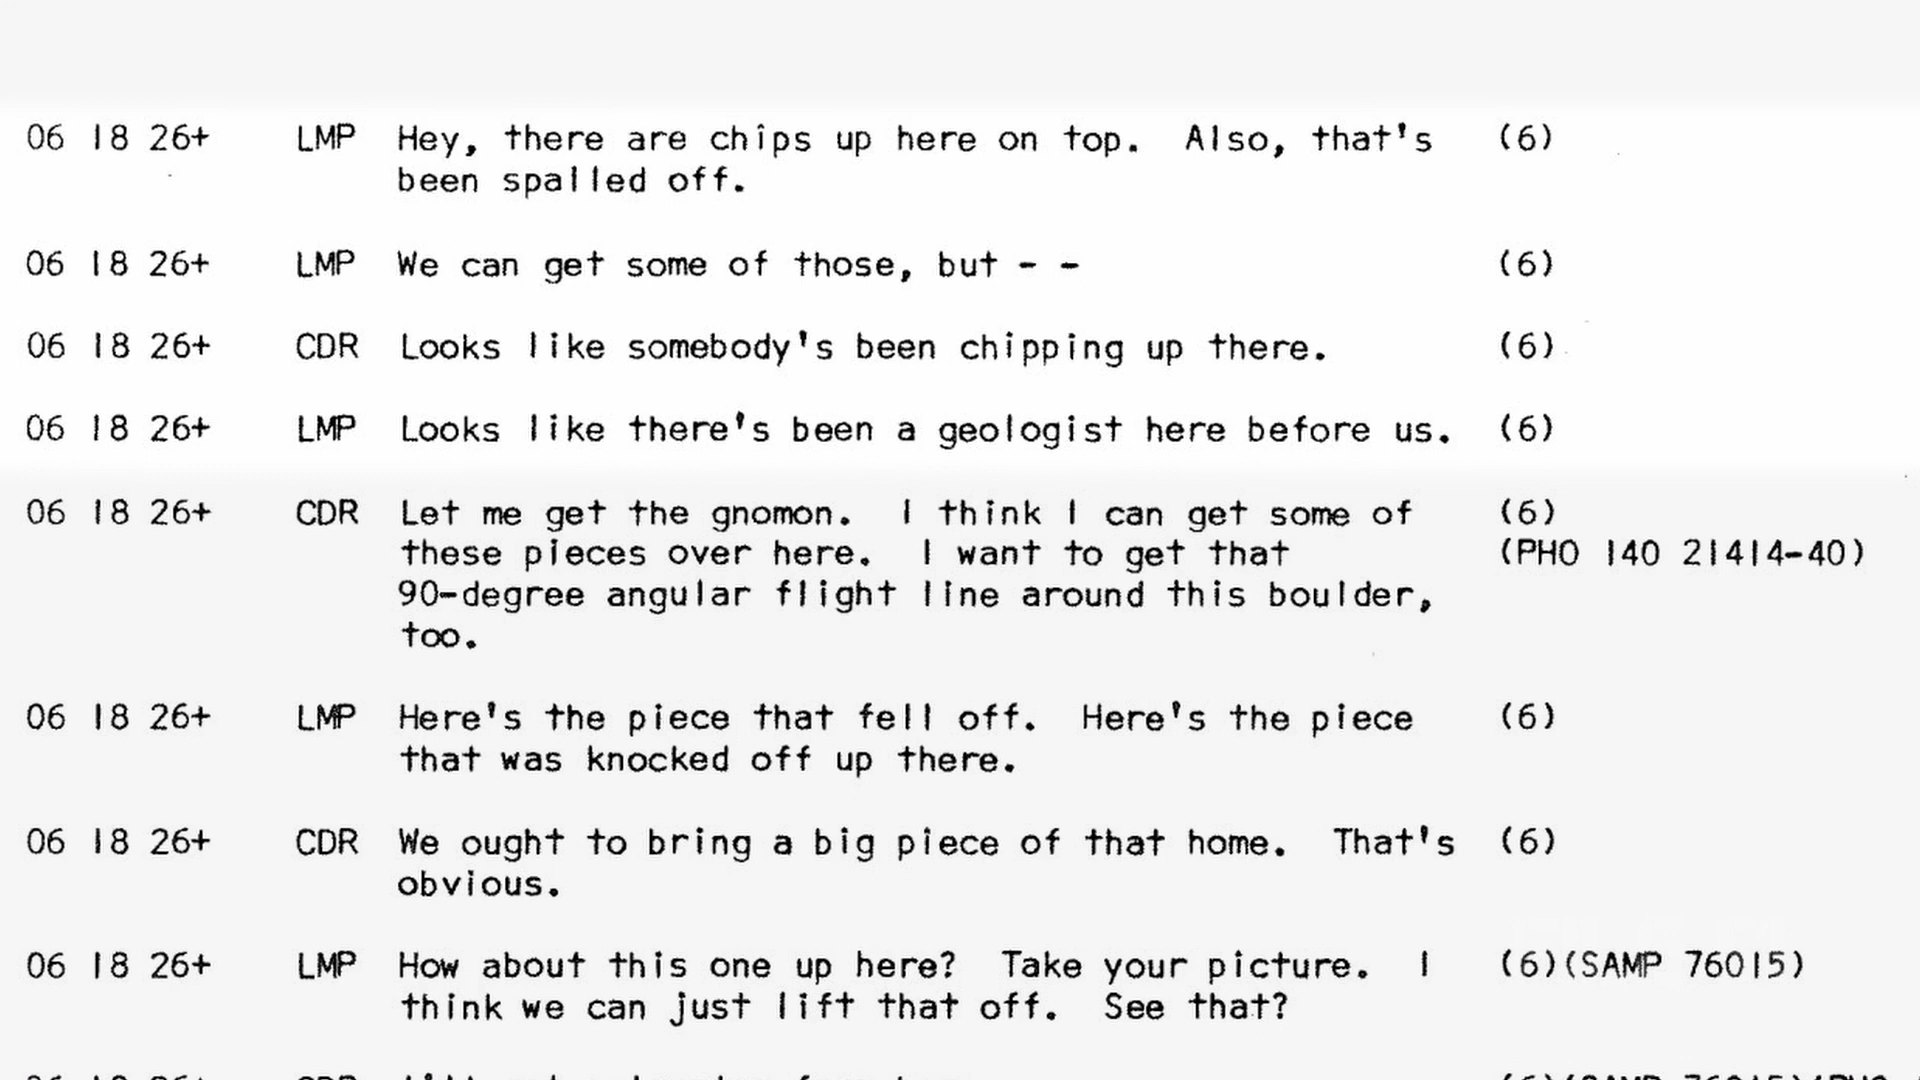 06 18 26+ LMP Hey, there are chips up here on top. Also, that's (6)
been spalled off.
06 18 26+ LMP We can get some of those, but - - (6)
06 18 26+ CDR Looks like somebody's been chipping up there. (6)
06 18 26+ LMP Looks like there's been a geologist here before us. (6)
06 18 26+ CDR Let me get the gnomon. I think I can get some of (6)
these pieces over here. I want to get that (PHO 140 21414-40)
90-degree angular flight line around this boulder,
too.
06 18 26+ LMP Here's the piece that fell off. Here's the piece (6)
that was knocked off up there.
06 18 26+ CDR We ought to bring a big piece of that home. That's (6)
obvious.
06 18 26+ LMP How about this one up here? Take your picture. I (6)(SAMP 76015)
think we can just lift that off. See that?